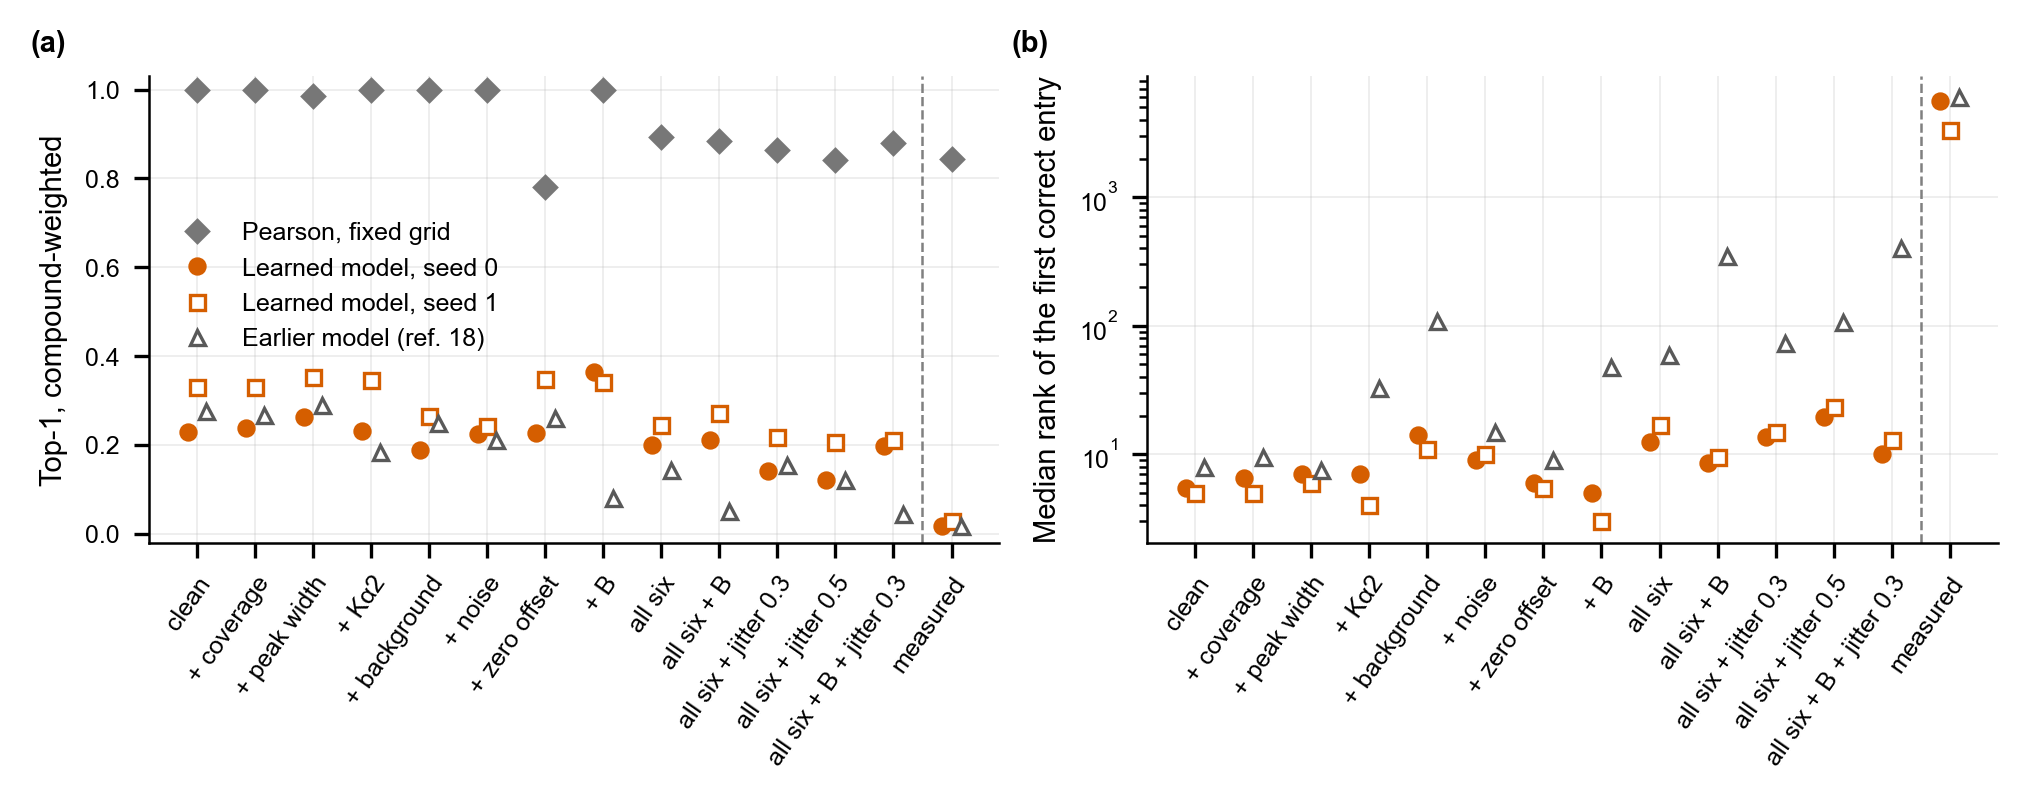 (a)
Top-1, compound-weighted
1.0
0.8
0.6
0.4
0.2
0.0
Pearson, fixed grid
Learned model, seed 0
Learned model, seed 1
Earlier model (ref. 18)
clean
+ coverage
+ peak width
+ Kα2
+ background
+ noise
+ zero offset
+ B
all six
all six + B
all six + jitter 0.3
all six + jitter 0.5
all six + B + jitter 0.3
measured
(b)
Median rank of the first correct entry
10³
10²
10¹
clean
+ coverage
+ peak width
+ Kα2
+ background
+ noise
+ zero offset
+ B
all six
all six + B
all six + jitter 0.3
all six + jitter 0.5
all six + B + jitter 0.3
measured